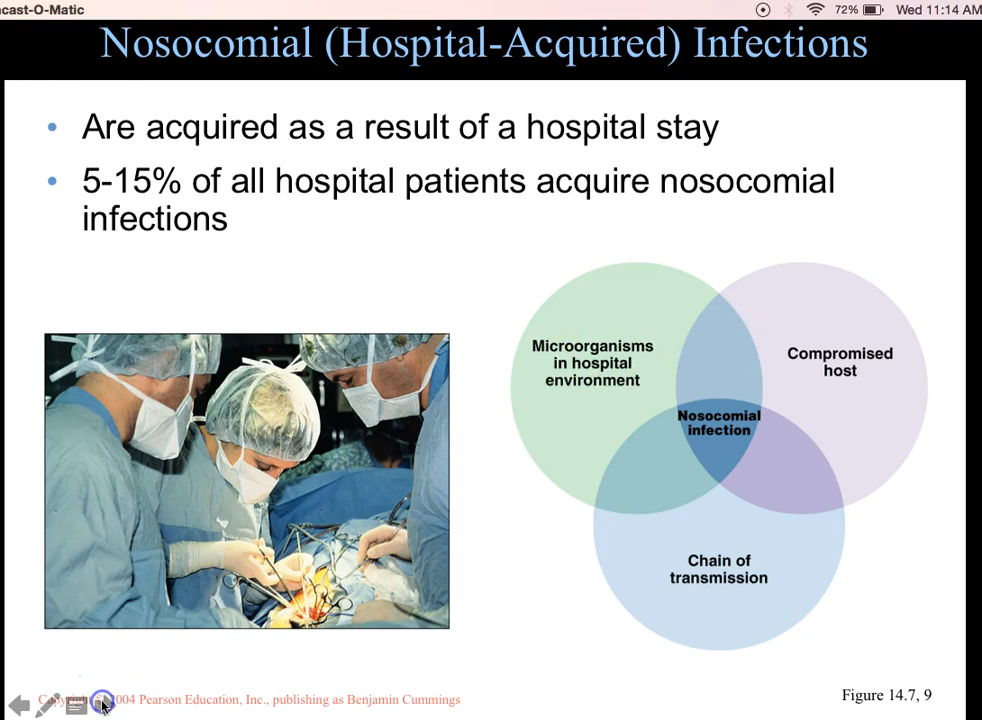 cast-O-Matic
72%
Wed 11:14 AM
Nosocomial (Hospital-Acquired) Infections
• Are acquired as a result of a hospital stay
• 5-15% of all hospital patients acquire nosocomial
infections
Microorganisms
in hospital
environment
Compromised
host
Nosocomial
infection
Chain of
transmission
2004 Pearson Education, Inc., publishing as Benjamin Cummings
Figure 14.7, 9